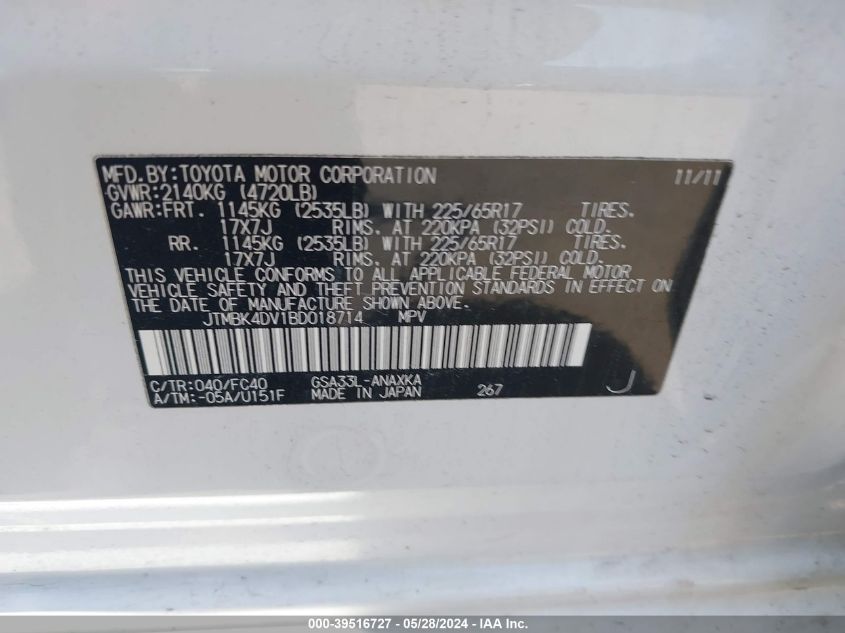 MFD.BY:TOYOTA MOTOR CORPORATION 11/11
GVWR:2140KG (4720LB)
GAWR:FRT. 1145KG (2535LB) WITH 225/65R17 TIRES.
17X7J RIMS. AT 220KPA (32PSI) COLD.
RR. 1145KG (2535LB) WITH 225/65R17 TIRES.
17X7J RIMS. AT 220KPA (32PSI) COLD.
THIS VEHICLE CONFORMS TO ALL APPLICABLE FEDERAL MOTOR
VEHICLE SAFETY AND THEFT PREVENTION STANDARDS IN EFFECT ON
THE DATE OF MANUFACTURE SHOWN ABOVE.
JTMBK4DV1BD018714 MPV
C/TR:040/FC40 GSA33L-ANAXKA J
A/TM:-05A/U151F MADE IN JAPAN 267
000-39516727 - 05/28/2024 - IAA Inc.